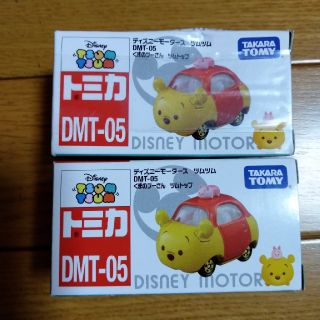 Disney
TSUM TSUM
トミカ
DMT-05
ディズニーモータース ツムツム
DMT-05
くまのプーさん ツムトップ
TAKARA TOMY
DISNEY MOTOR
Disney
TSUM TSUM
トミカ
DMT-05
ディズニーモータース ツムツム
DMT-05
くまのプーさん ツムトップ
TAKARA TOMY
DISNEY MOTOR